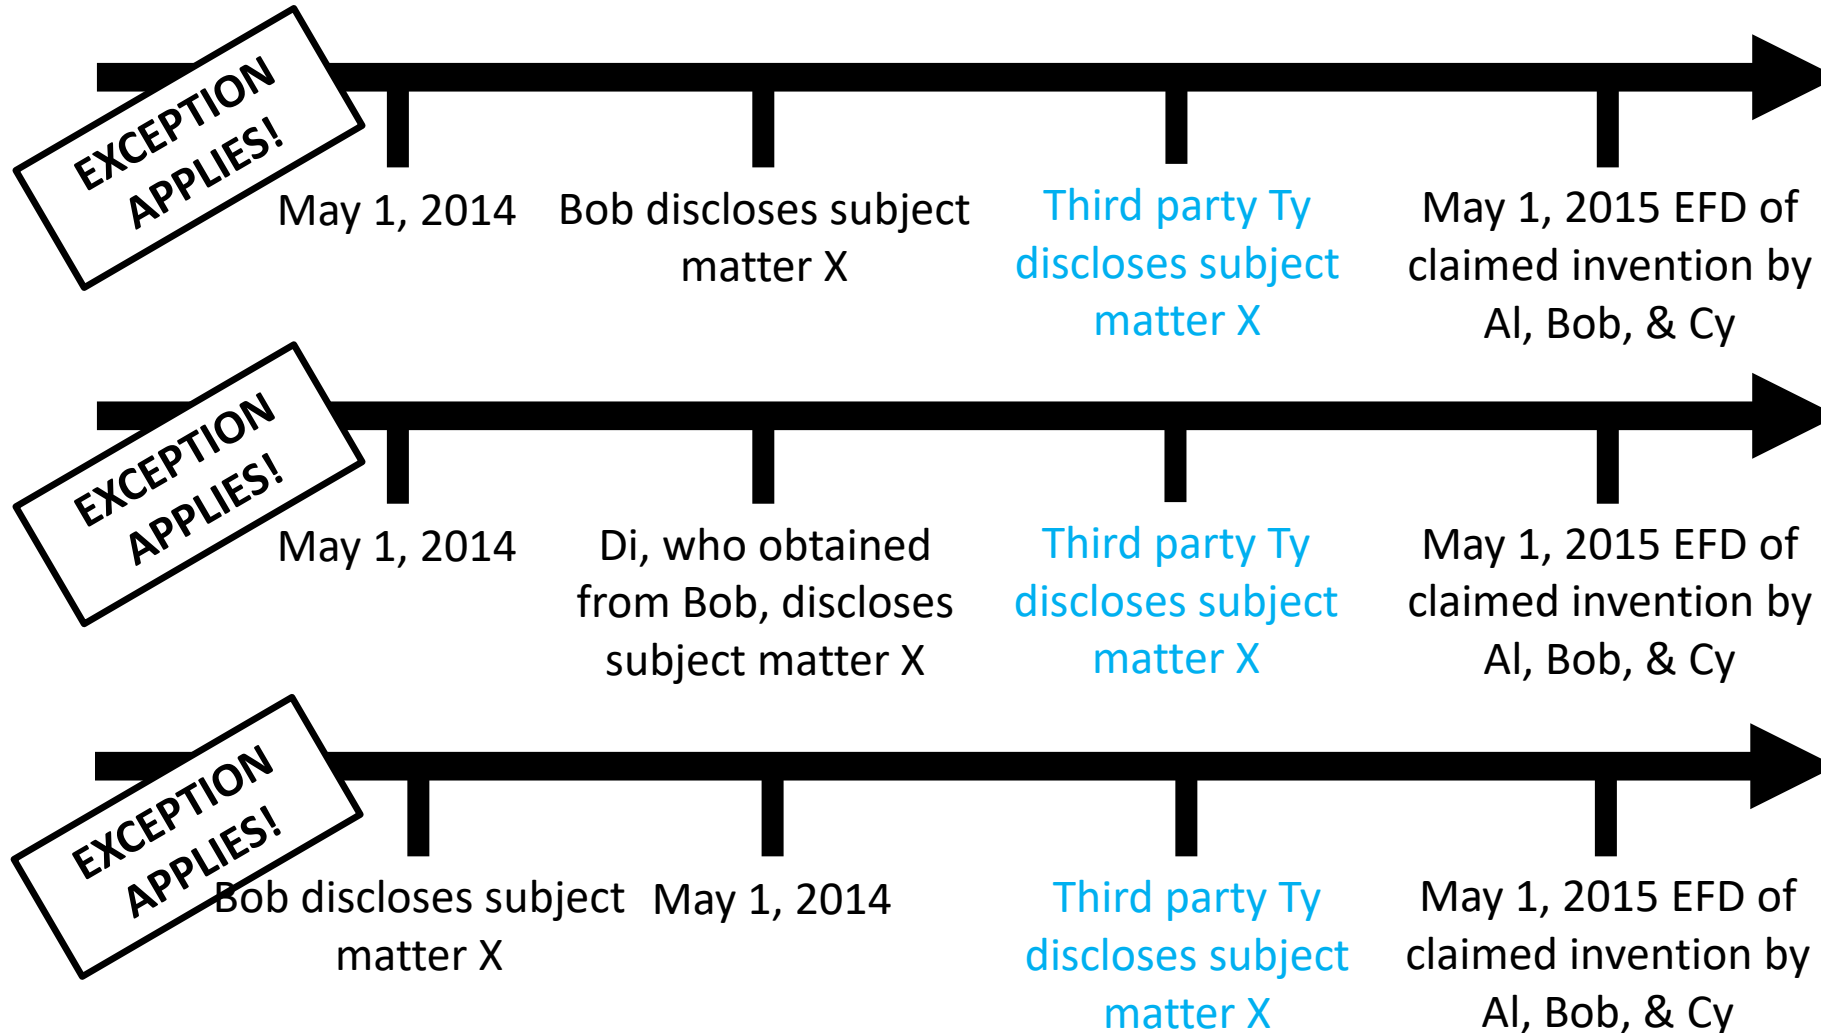 EXCEPTION
APPLIES!
May 1, 2014
Bob discloses subject
matter X
Third party Ty
discloses subject
matter X
May 1, 2015 EFD of
claimed invention by
Al, Bob, & Cy
EXCEPTION
APPLIES!
May 1, 2014
Di, who obtained
from Bob, discloses
subject matter X
Third party Ty
discloses subject
matter X
May 1, 2015 EFD of
claimed invention by
Al, Bob, & Cy
EXCEPTION
APPLIES!
Bob discloses subject
matter X
May 1, 2014
Third party Ty
discloses subject
matter X
May 1, 2015 EFD of
claimed invention by
Al, Bob, & Cy